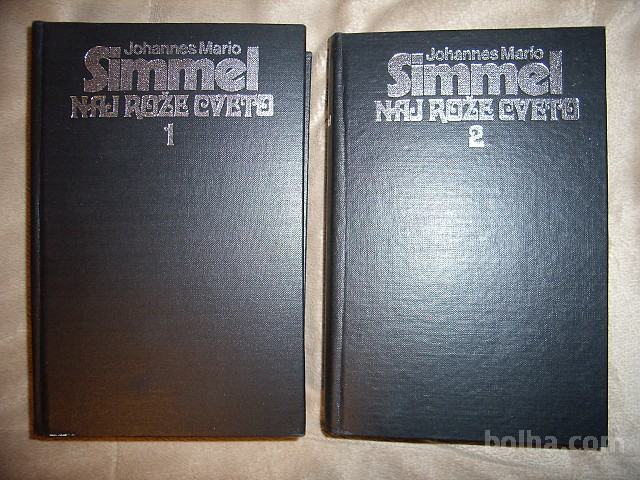 Johannes Mario
Simmel
NAJ ROŽE CVETO
1
Johannes Mario
Simmel
NAJ ROŽE CVETO
2
bolha.com